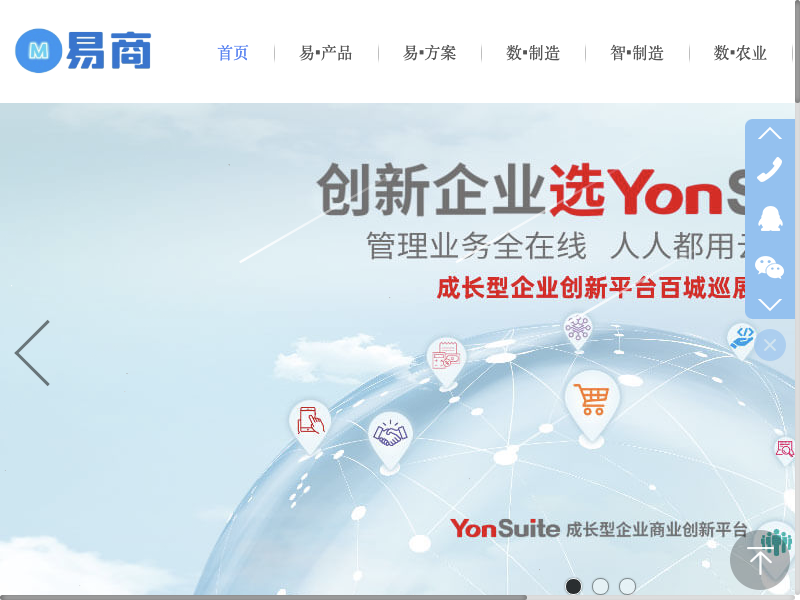 M 易商
首页 易▪产品 易▪方案 数▪制造 智▪制造 数▪农业
创新企业选YonS
管理业务全在线 人人都用
成长型企业创新平台百城巡展
YonSuite 成长型企业商业创新平台